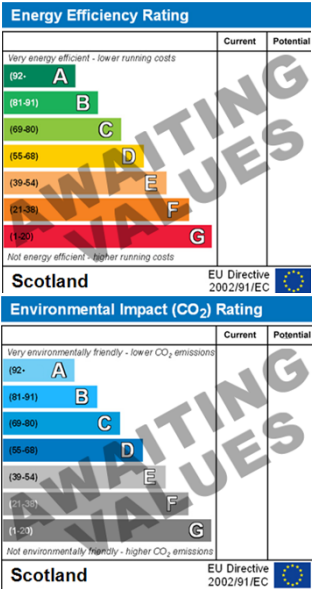 Energy Efficiency Rating
Current Potential
Very energy efficient - lower running costs
(92- A
(81-91) B
(69-80) C
(55-68) D
(39-54) E
(21-38) F
(1-20) G
Not energy efficient - higher running costs
AWAITING
VALUES
Scotland
EU Directive
2002/91/EC
Environmental Impact (CO₂) Rating
Current Potential
Very environmentally friendly - lower CO₂ emissions
(92- A
(81-91) B
(69-80) C
(55-68) D
(39-54) E
(21-38) F
(1-20) G
Not environmentally friendly - higher CO₂ emissions
AWAITING
VALUES
Scotland
EU Directive
2002/91/EC